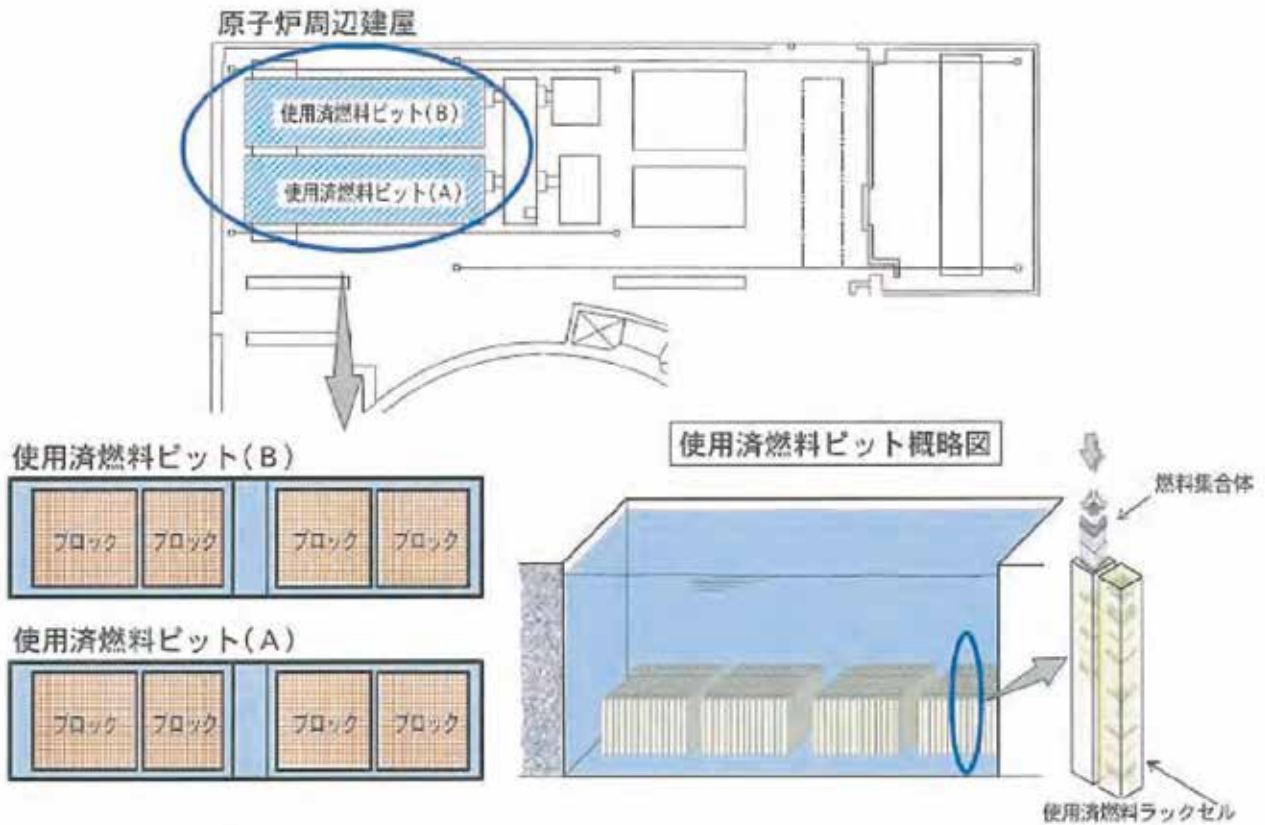 原子炉周辺建屋
使用済燃料ピット(B)
使用済燃料ピット(A)
使用済燃料ピット(B)
ブロック ブロック ブロック ブロック
使用済燃料ピット(A)
ブロック ブロック ブロック ブロック
使用済燃料ピット概略図
燃料集合体
使用済燃料ラックセル